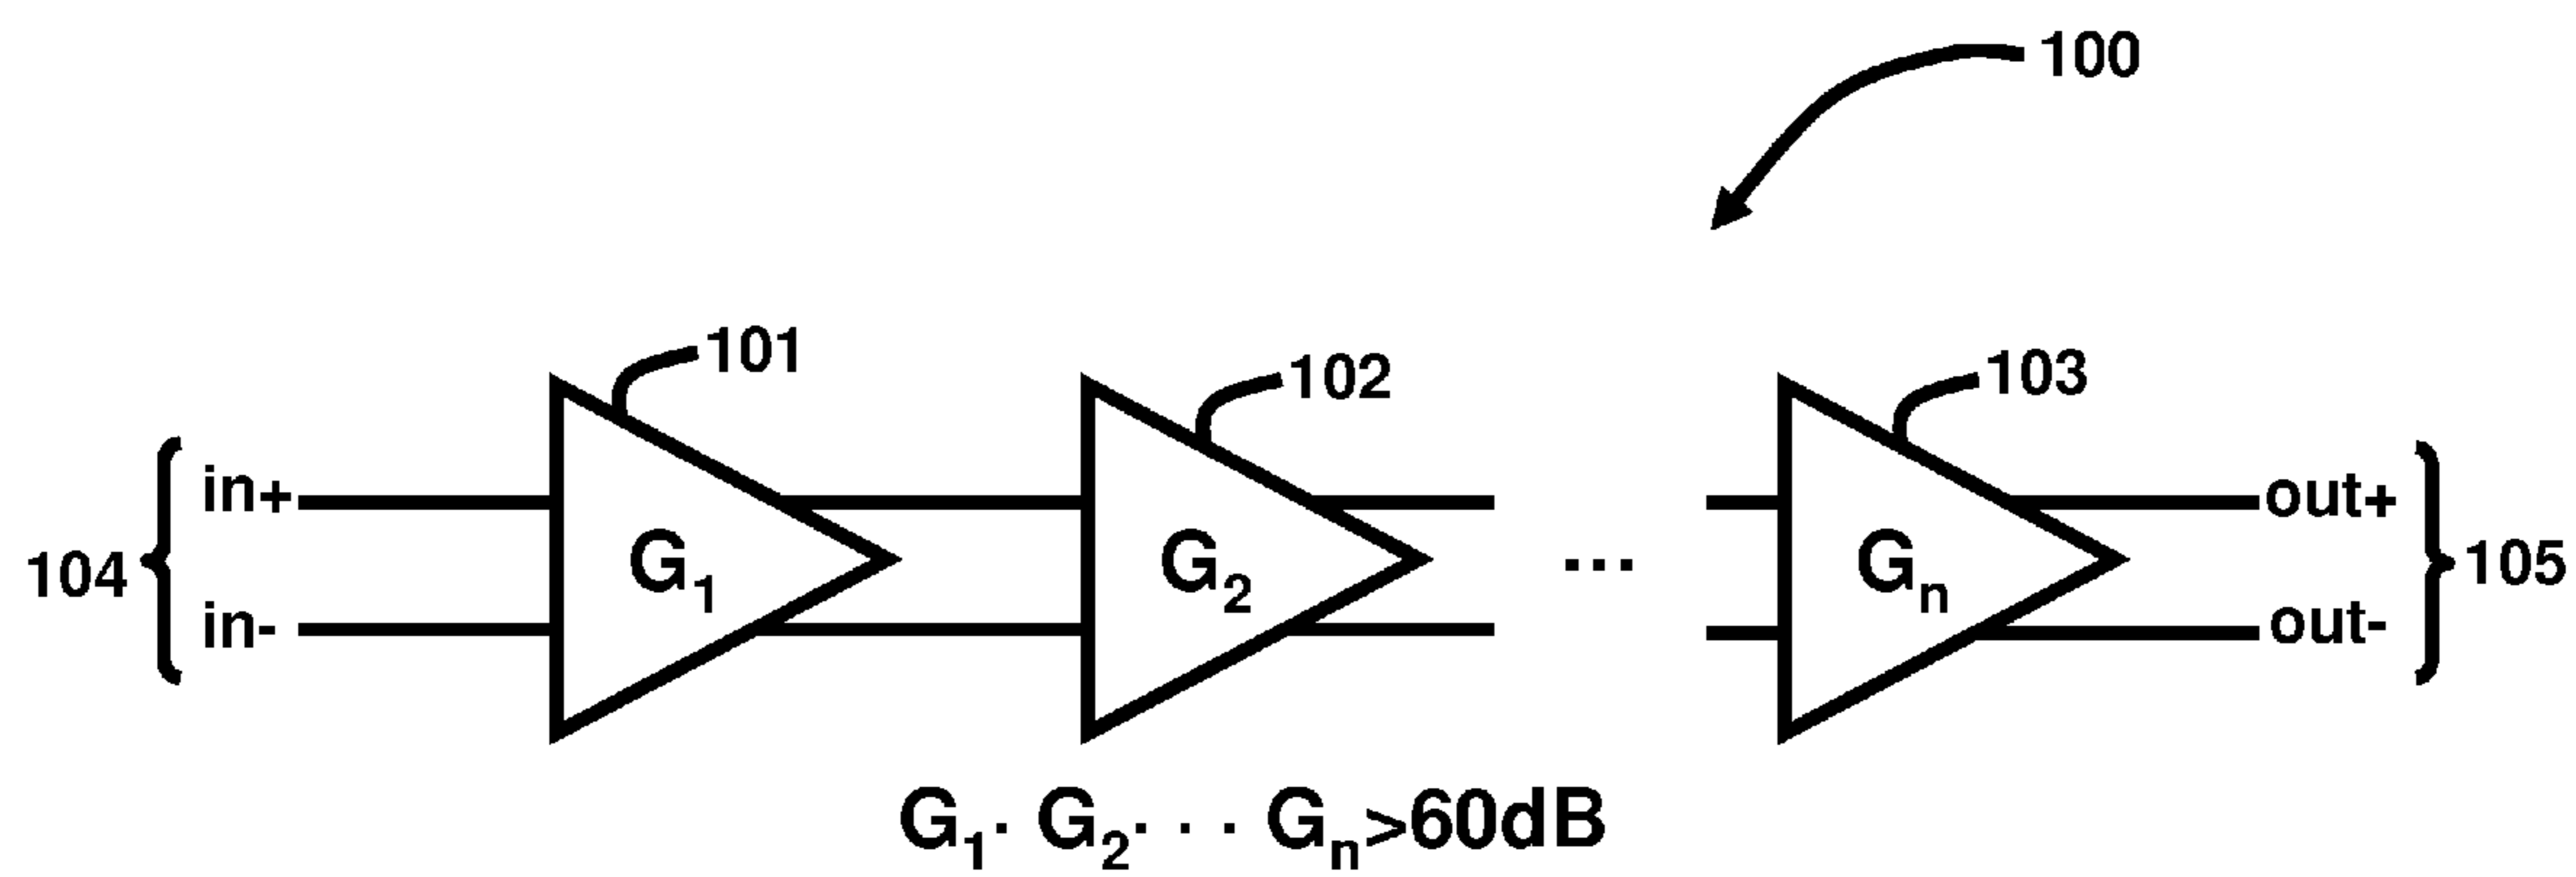 100
101
102
103
in+
out+
104
G₁
G₂
...
Gₙ
105
in-
out-
G₁· G₂· · · Gₙ>60dB